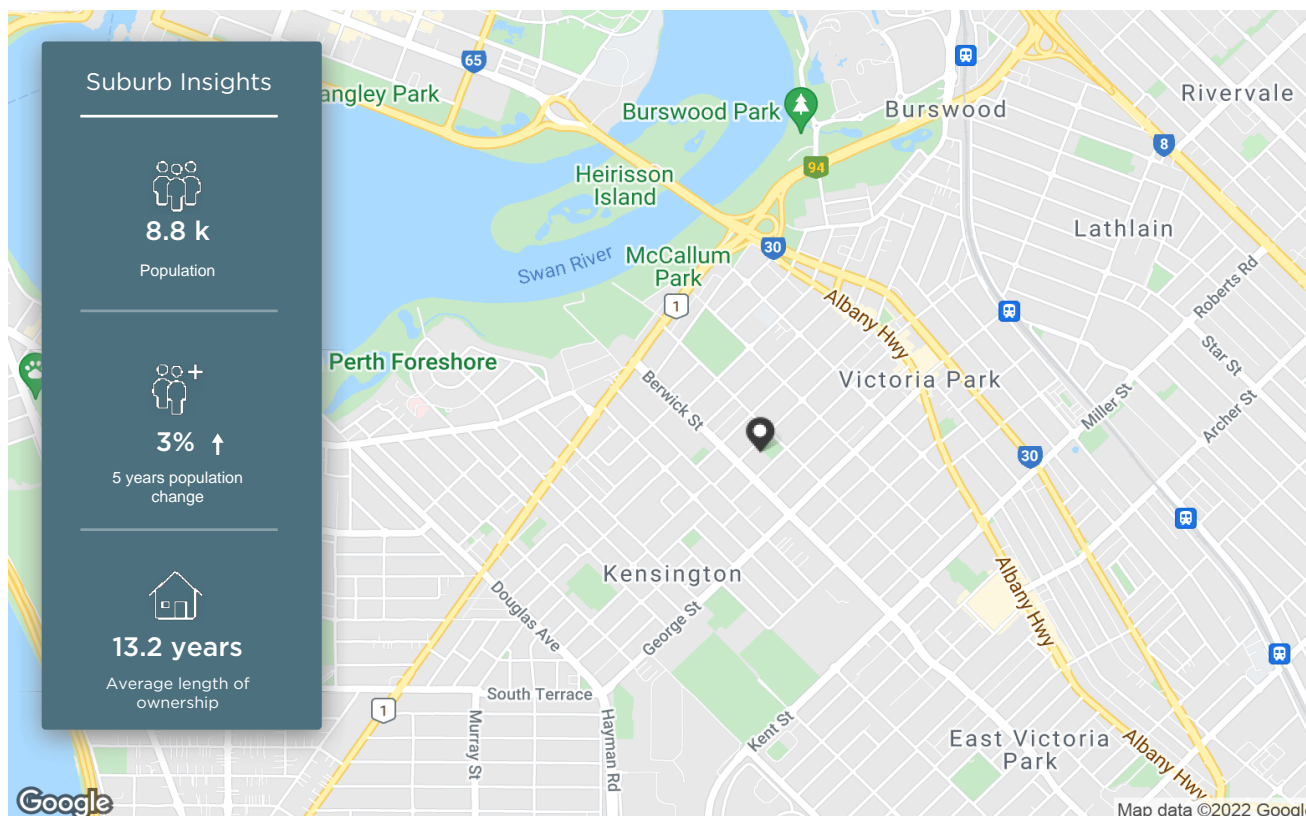 Suburb Insights
8.8 k
Population
3%
5 years population
change
13.2 years
Average length of
ownership
65
angley Park
Burswood Park
Burswood
Rivervale
94
8
Heirisson
Island
Lathlain
Swan River
McCallum
Park
30
1
Roberts Rd
Albany Hwy
Perth Foreshore
Star St
Berwick St
Victoria Park
Miller St
Archer St
30
Kensington
Albany Hwy
Douglas Ave
George St
South Terrace
1
Murray St
Hayman Rd
Kent St
East Victoria
Park
Albany Hwy
Google
Map data ©2022 Google